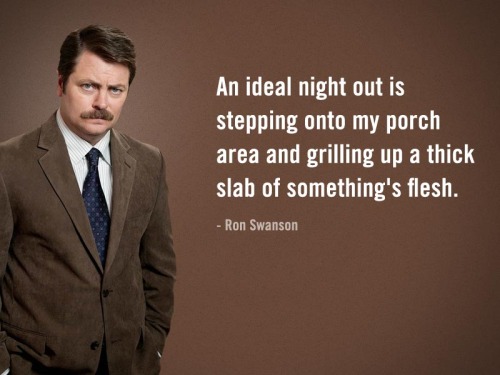 An ideal night out is
stepping onto my porch
area and grilling up a thick
slab of something's flesh.
- Ron Swanson